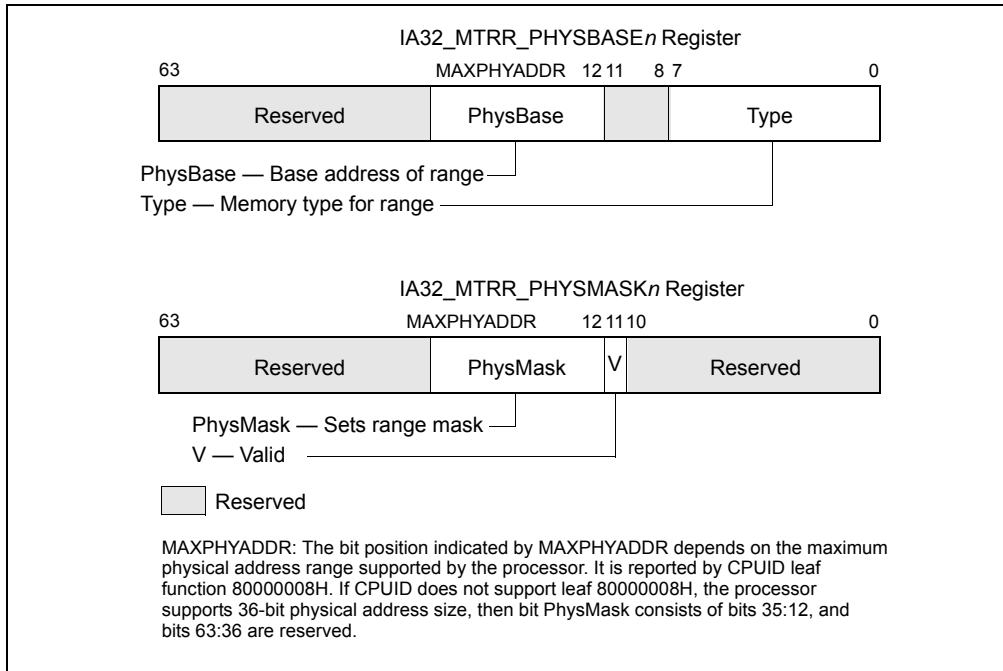 IA32_MTRR_PHYSBASEn Register
63 MAXPHYADDR 12 11 8 7 0
Reserved PhysBase Type
PhysBase — Base address of range
Type — Memory type for range
IA32_MTRR_PHYSMASKn Register
63 MAXPHYADDR 12 11 10 0
Reserved PhysMask V Reserved
PhysMask — Sets range mask
V — Valid
Reserved
MAXPHYADDR: The bit position indicated by MAXPHYADDR depends on the maximum
physical address range supported by the processor. It is reported by CPUID leaf
function 80000008H. If CPUID does not support leaf 80000008H, the processor
supports 36-bit physical address size, then bit PhysMask consists of bits 35:12, and
bits 63:36 are reserved.